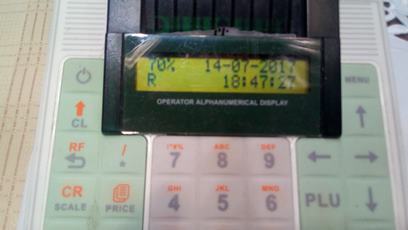 70% 14-07-2017
R 18:47:27
OPERATOR ALPHANUMERICAL DISPLAY
MENU
CL
RF / ABC DEF
* 7 8 9
CR GHI JKL MNO
SCALE PRICE 4 5 6 PLU